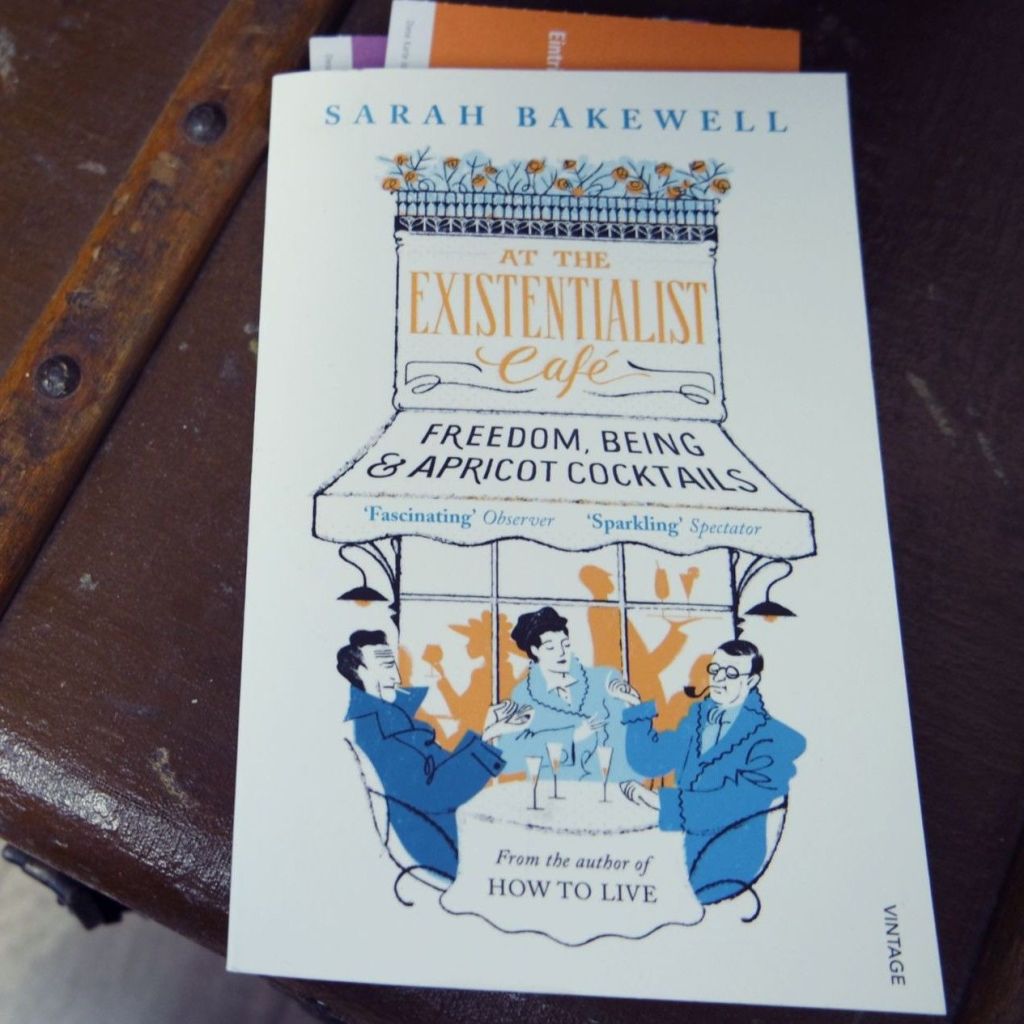 Eintr
SARAH BAKEWELL
AT THE
EXISTENTIALIST
Café
FREEDOM, BEING
& APRICOT COCKTAILS
'Fascinating' Observer 'Sparkling' Spectator
From the author of
HOW TO LIVE
VINTAGE